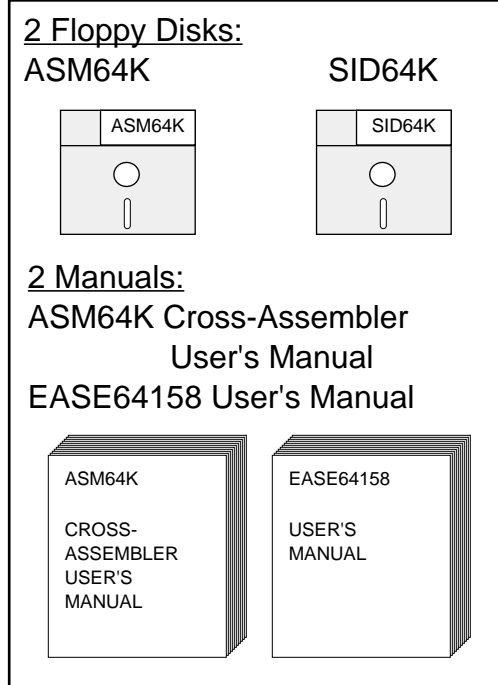 2 Floppy Disks:
ASM64K SID64K
ASM64K SID64K
2 Manuals:
ASM64K Cross-Assembler
User's Manual
EASE64158 User's Manual
ASM64K
CROSS-
ASSEMBLER
USER'S
MANUAL
EASE64158
USER'S
MANUAL